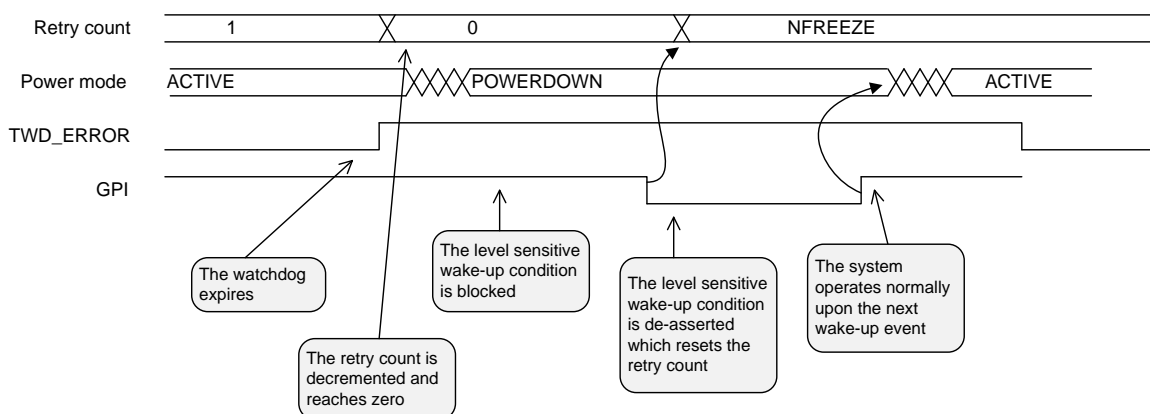 Retry count
1
0
NFREEZE
Power mode
ACTIVE
POWERDOWN
ACTIVE
TWD_ERROR
GPI
The watchdog
expires
The retry count is
decremented and
reaches zero
The level sensitive
wake-up condition
is blocked
The level sensitive
wake-up condition
is de-asserted
which resets the
retry count
The system
operates normally
upon the next
wake-up event